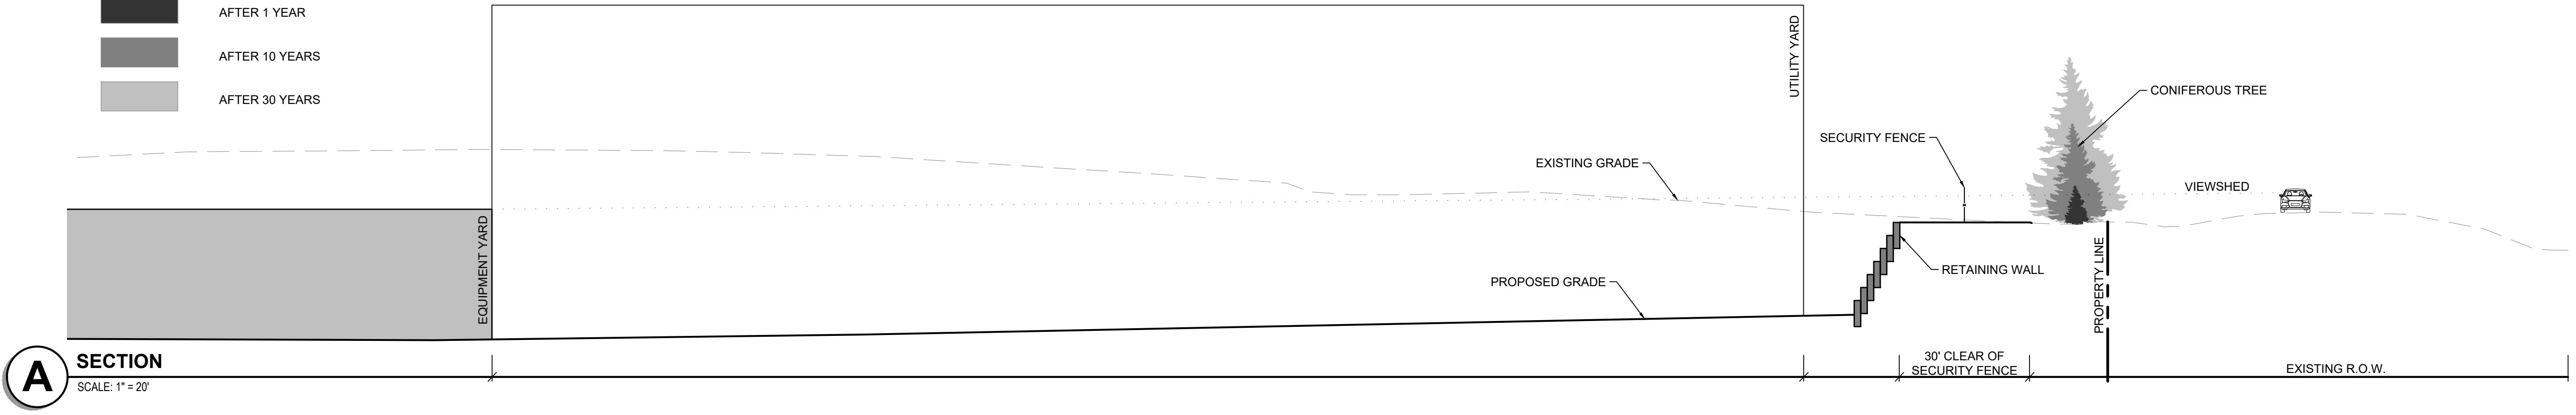 AFTER 1 YEAR
AFTER 10 YEARS
AFTER 30 YEARS
UTILITY YARD
CONIFEROUS TREE
SECURITY FENCE
EXISTING GRADE
VIEWSHED
EQUIPMENT YARD
RETAINING WALL
PROPOSED GRADE
PROPERTY LINE
A
SECTION
SCALE: 1" = 20'
30' CLEAR OF
SECURITY FENCE
EXISTING R.O.W.